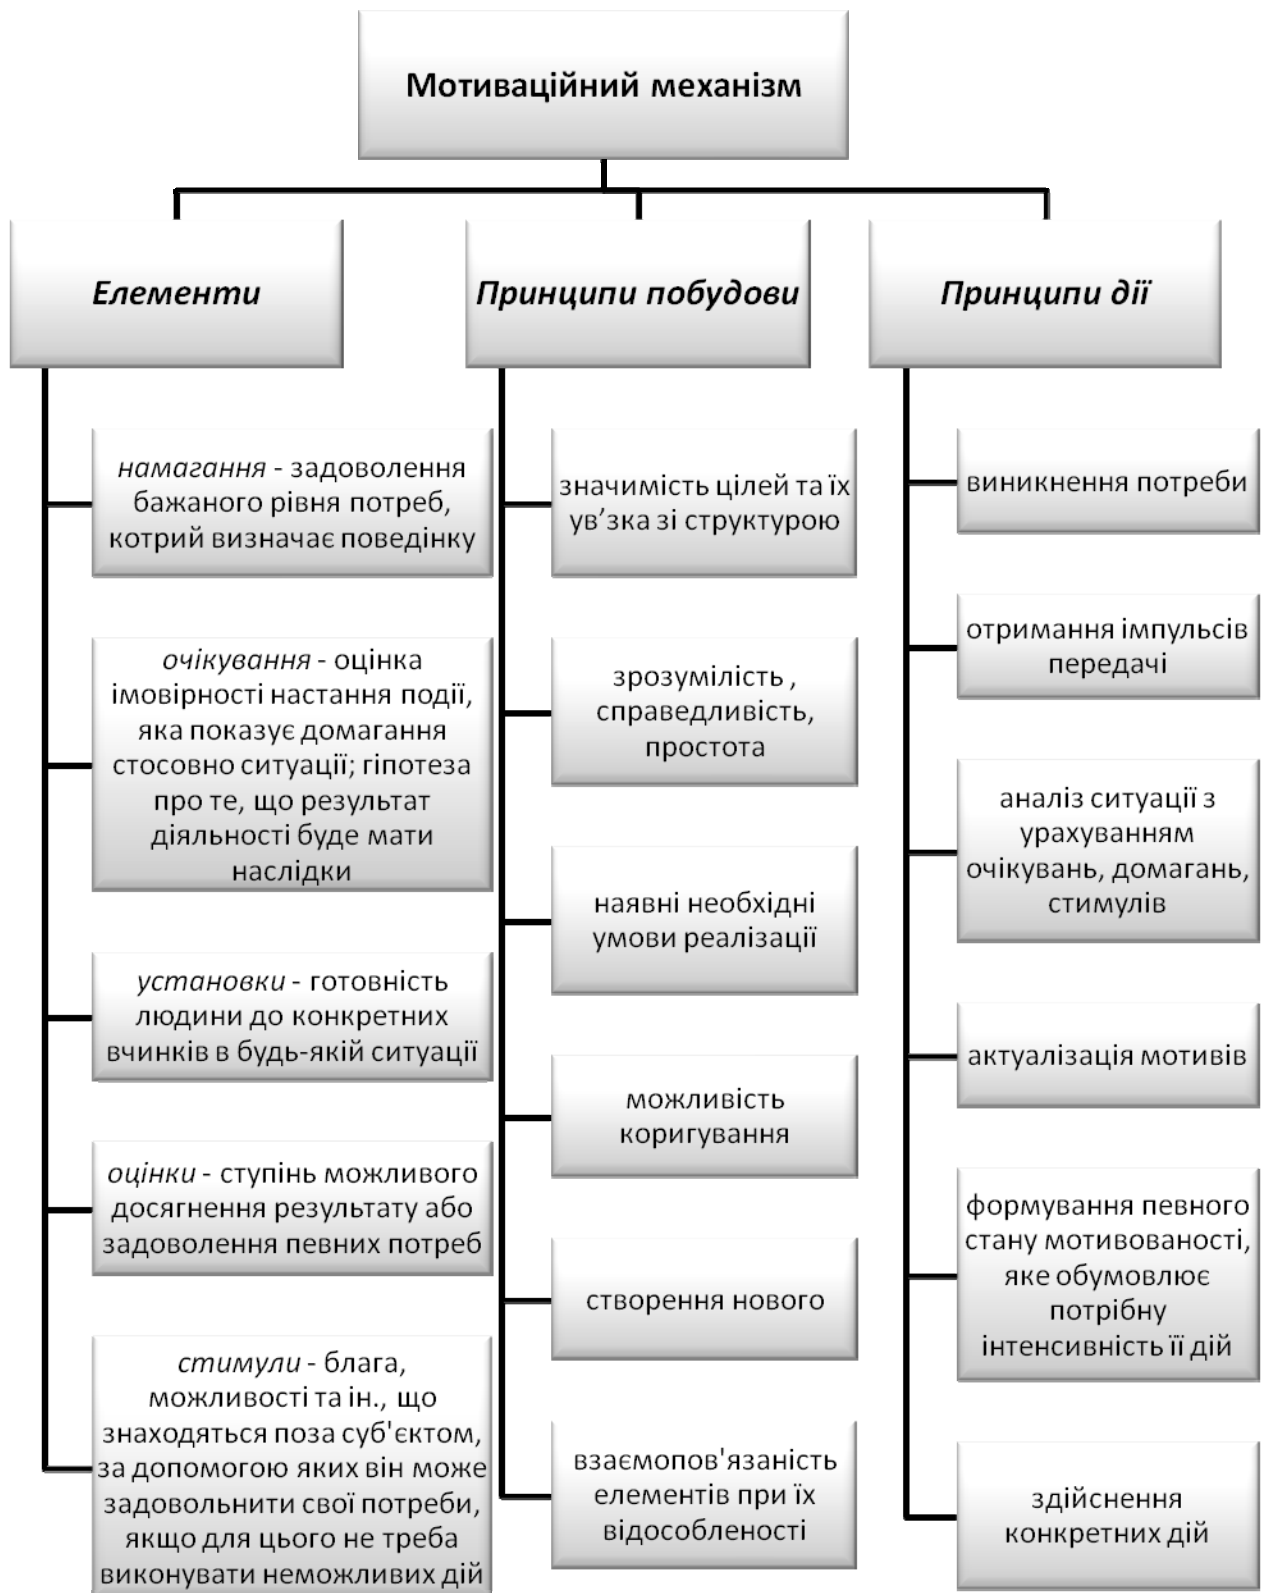 Мотиваційний механізм
Елементи
намагання - задоволення
бажаного рівня потреб,
котрий визначає поведінку
очікування - оцінка
імовірності настання події,
яка показує домагання
стосовно ситуації; гіпотеза
про те, що результат
діяльності буде мати
наслідки
установки - готовність
людини до конкретних
вчинків в будь-якій ситуації
оцінки - ступінь можливого
досягнення результату або
задоволення певних потреб
стимули - блага,
можливості та ін., що
знаходяться поза суб'єктом,
за допомогою яких він може
задовольнити свої потреби,
якщо для цього не треба
виконувати неможливих дій
Принципи побудови
значимість цілей та їх
ув’зка зі структурою
зрозумілість ,
справедливість,
простота
наявні необхідні
умови реалізації
можливість
коригування
створення нового
взаємопов'язаність
елементів при їх
відособленості
Принципи дії
виникнення потреби
отримання імпульсів
передачі
аналіз ситуації з
урахуванням
очікувань, домагань,
стимулів
актуалізація мотивів
формування певного
стану мотивованості,
яке обумовлює
потрібну
інтенсивність її дій
здійснення
конкретних дій